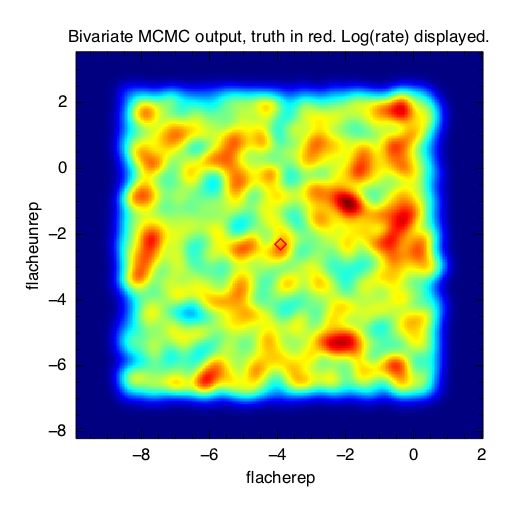 Bivariate MCMC output, truth in red. Log(rate) displayed.
flacheunrep
2
0
−2
−4
−6
−8
−8 −6 −4 −2 0 2
flacherep